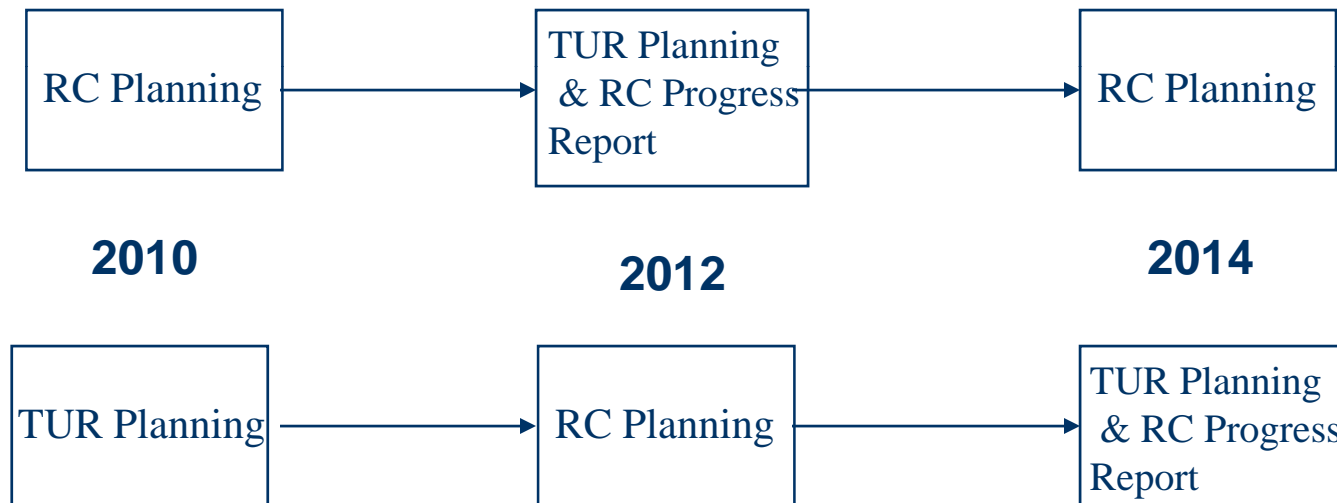 RC Planning
TUR Planning
& RC Progress
Report
RC Planning
2010
2012
2014
TUR Planning
RC Planning
TUR Planning
& RC Progress
Report